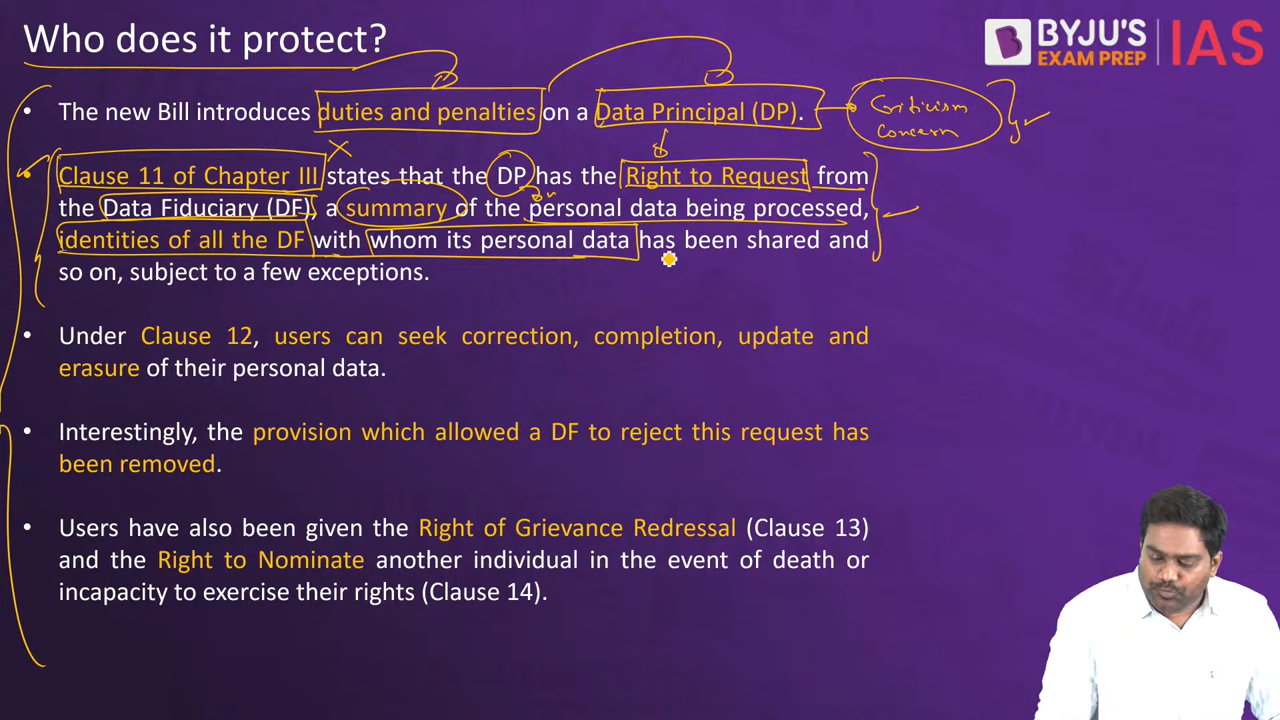 Who does it protect?
BYJU'S
EXAM PREP
IAS
• The new Bill introduces duties and penalties on a Data Principal (DP).
Criticism
Concern
• Clause 11 of Chapter III states that the DP has the Right to Request from
the Data Fiduciary (DF), a summary of the personal data being processed,
identities of all the DF with whom its personal data has been shared and
so on, subject to a few exceptions.
• Under Clause 12, users can seek correction, completion, update and
erasure of their personal data.
• Interestingly, the provision which allowed a DF to reject this request has
been removed.
• Users have also been given the Right of Grievance Redressal (Clause 13)
and the Right to Nominate another individual in the event of death or
incapacity to exercise their rights (Clause 14).